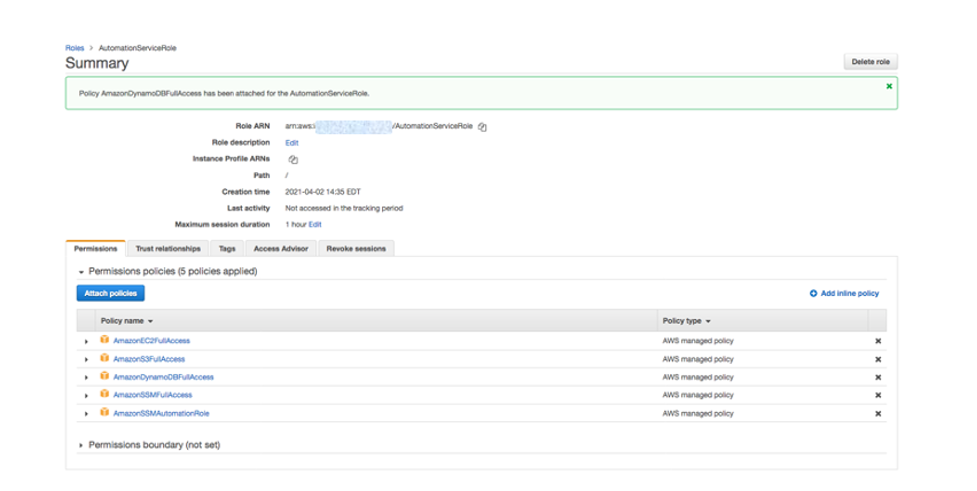 Roles > AutomationServiceRole
Summary
Delete role
Policy AmazonDynamoDBFullAccess has been attached for the AutomationServiceRole.
Role ARN arn:aws: /AutomationServiceRole
Role description Edit
Instance Profile ARNs
Path /
Creation time 2021-04-02 14:35 EDT
Last activity Not accessed in the tracking period
Maximum session duration 1 hour Edit
Permissions Trust relationships Tags Access Advisor Revoke sessions
Permissions policies (5 policies applied)
Attach policies Add inline policy
Policy name Policy type
AmazonEC2FullAccess AWS managed policy
AmazonS3FullAccess AWS managed policy
AmazonDynamoDBFullAccess AWS managed policy
AmazonSSMFullAccess AWS managed policy
AmazonSSMAutomationRole AWS managed policy
Permissions boundary (not set)